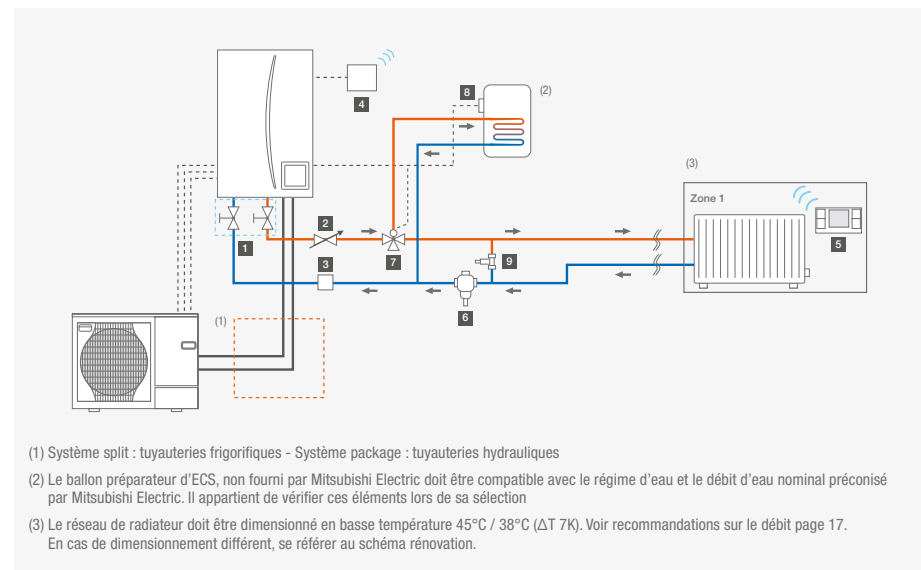 8
(2)
4
(3)
Zone 1
2
5
1
7
9
3
6
(1)
(1) Système split : tuyauteries frigorifiques - Système package : tuyauteries hydrauliques
(2) Le ballon préparateur d'ECS, non fourni par Mitsubishi Electric doit être compatible avec le régime d'eau et le débit d'eau nominal préconisé
par Mitsubishi Electric. Il appartient de vérifier ces éléments lors de sa sélection
(3) Le réseau de radiateur doit être dimensionné en basse température 45°C / 38°C (ΔT 7K). Voir recommandations sur le débit page 17.
En cas de dimensionnement différent, se référer au schéma rénovation.